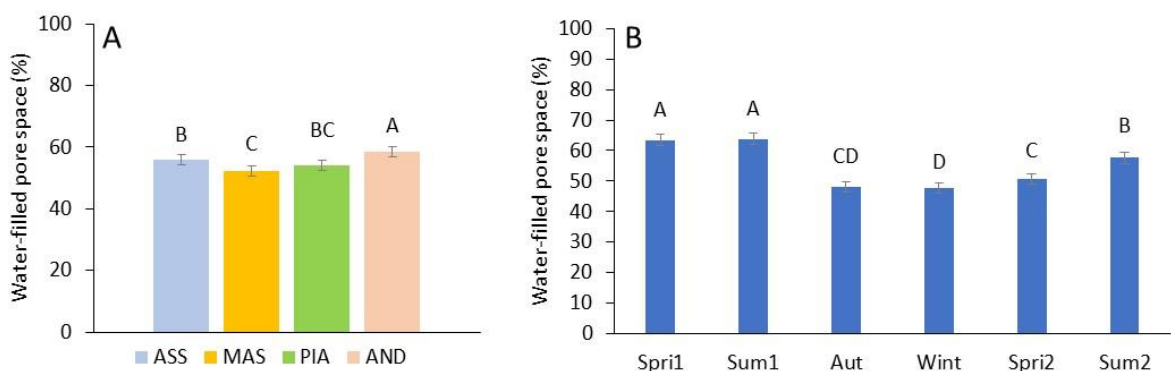 A
Water-filled pore space (%)
100
80
60
40
20
0
B
C
BC
A
ASS MAS PIA AND
B
Water-filled pore space (%)
100
90
80
70
60
50
40
30
20
10
0
A
A
CD
D
C
B
Spri1 Sum1 Aut Wint Spri2 Sum2